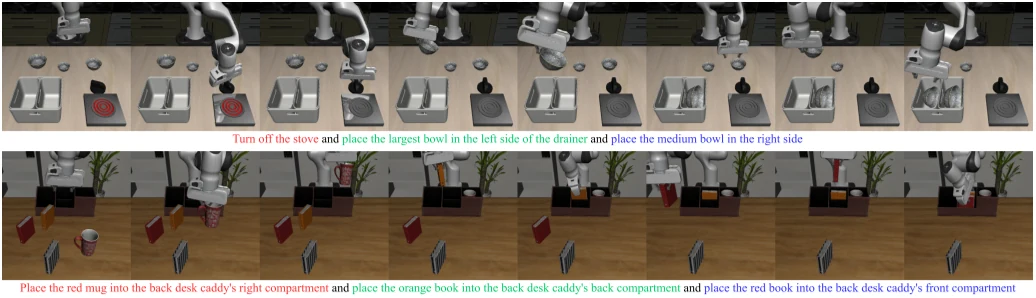 Turn off the stove and place the largest bowl in the left side of the drainer and place the medium bowl in the right side
Place the red mug into the back desk caddy's right compartment and place the orange book into the back desk caddy's back compartment and place the red book into the back desk caddy's front compartment